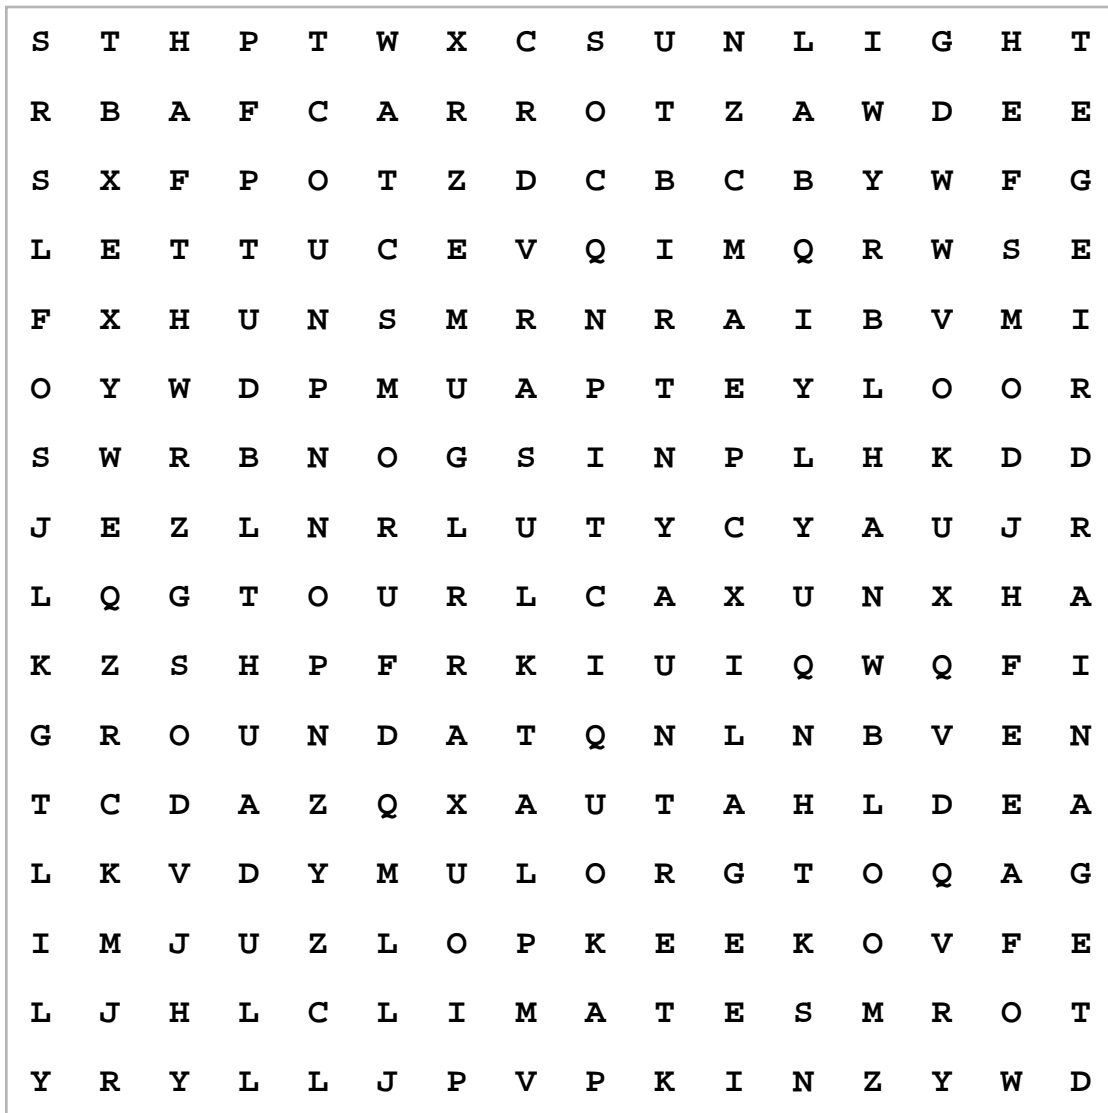 S T H P T W X C S U N L I G H T
R B A F C A R R O T Z A W D E E
S X F P O T Z D C B C B Y W F G
L E T T U C E V Q I M Q R W S E
F X H U N S M R N R A I B V M I
O Y W D P M U A P T E Y L O O R
S W R B N O G S I N P L H K D D
J E Z L N R L U T Y C Y A U J R
L Q G T O U R L C A X U N X H A
K Z S H P F R K I U I Q W Q F I
G R O U N D A T Q N L N B V E N
T C D A Z Q X A U T A H L D E A
L K V D Y M U L O R G T O Q A G
I M J U Z L O P K E E K O V F E
L J H L C L I M A T E S M R O T
Y R Y L L J P V P K I N Z Y W D